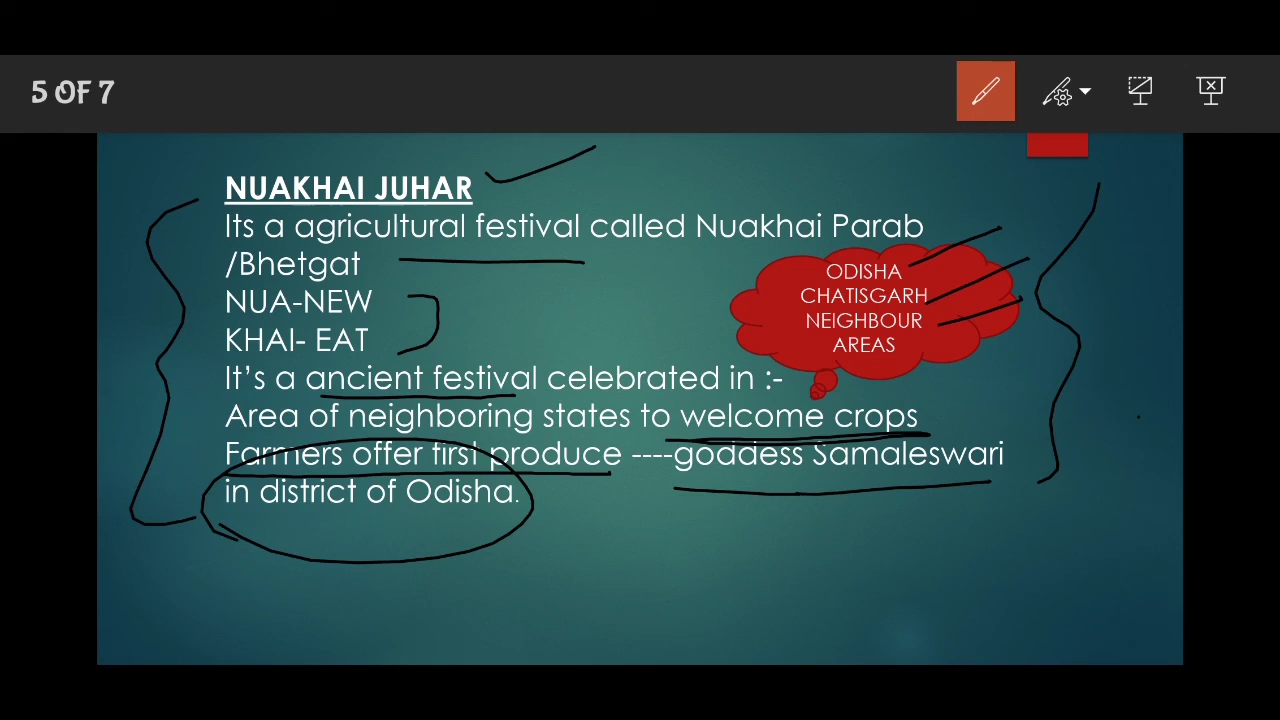 5 OF 7
NUAKHAI JUHAR
Its a agricultural festival called Nuakhai Parab
/Bhetgat
NUA-NEW
KHAI- EAT
It's a ancient festival celebrated in :-
Area of neighboring states to welcome crops
Farmers offer first produce ----goddess Samaleswari
in district of Odisha.
ODISHA
CHATISGARH
NEIGHBOUR
AREAS